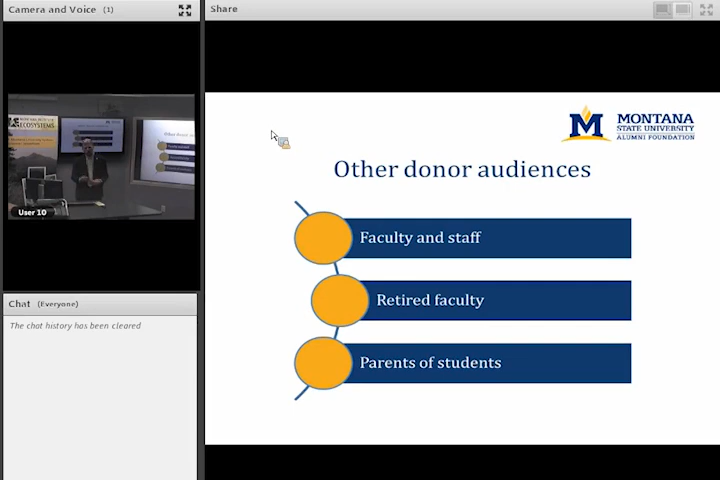 Camera and Voice (1)
ECOSYSTEMS
User 10
Chat (Everyone)
The chat history has been cleared
Share
MONTANA
STATE UNIVERSITY
ALUMNI FOUNDATION
Other donor audiences
Faculty and staff
Retired faculty
Parents of students